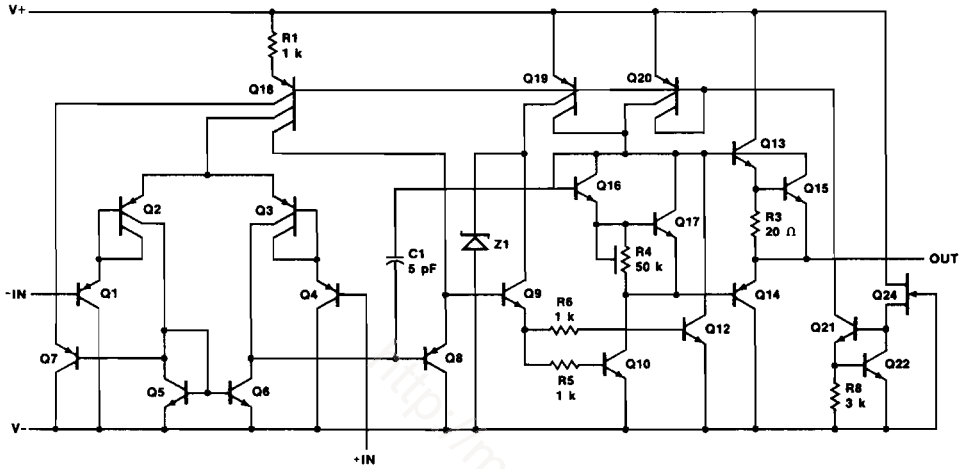 V+
R1
1 k
Q18
Q19
Q20
Q13
Q15
Q16
Q17
Q2
Q3
R3
20 Ω
C1
5 pF
Z1
R4
50 k
OUT
-IN
Q1
Q4
Q9
R6
1 k
Q14
Q24
Q12
Q21
Q7
Q8
Q22
Q5
Q6
R5
1 k
Q10
R8
3 k
V-
+IN
http://m